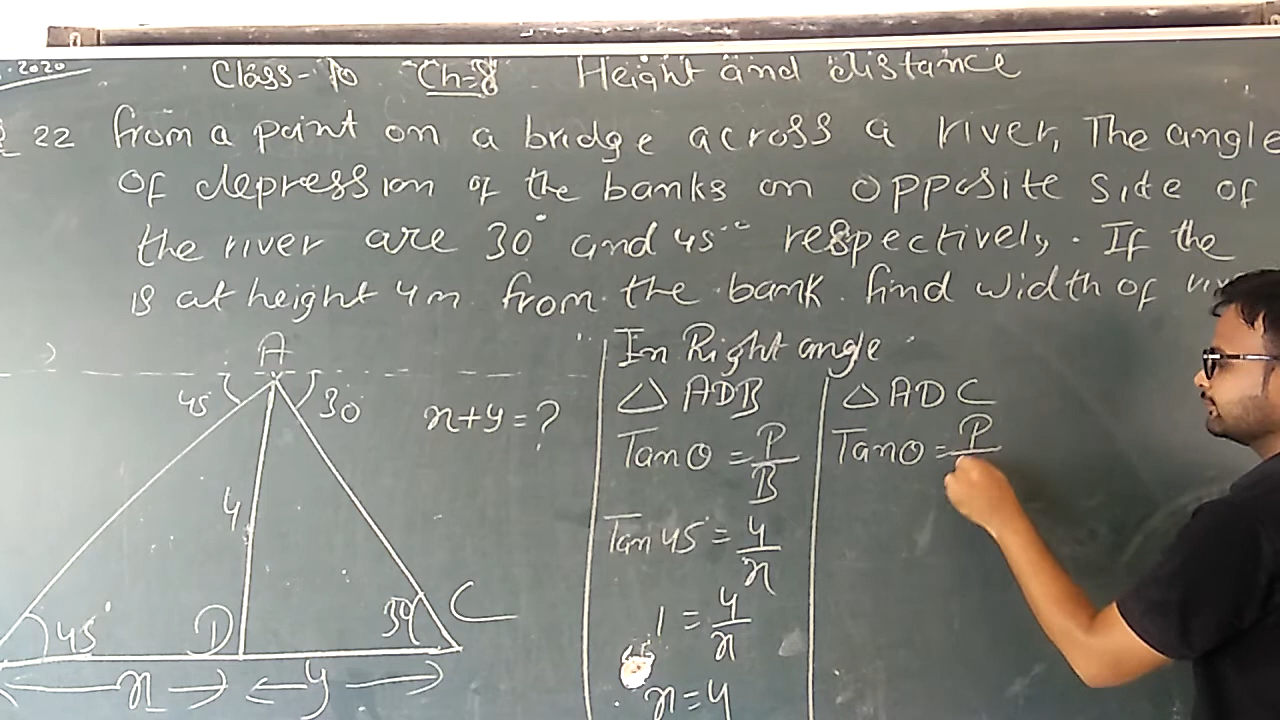 .2020
Class-10 Ch-8 Height and distance
Q 22 from a point on a bridge across a river, The angle
of depression of the banks on opposite side of
the river are 30° and 45° respectively. If the
is at height 4m from the bank. find width of riv
A
45 30
4
45° D 30 C
x y
x+y=?
In Right angle
△ ADB
Tanθ = P/B
Tan 45 = 4/x
1 = 4/x
x = 4
△ ADC
Tanθ = P